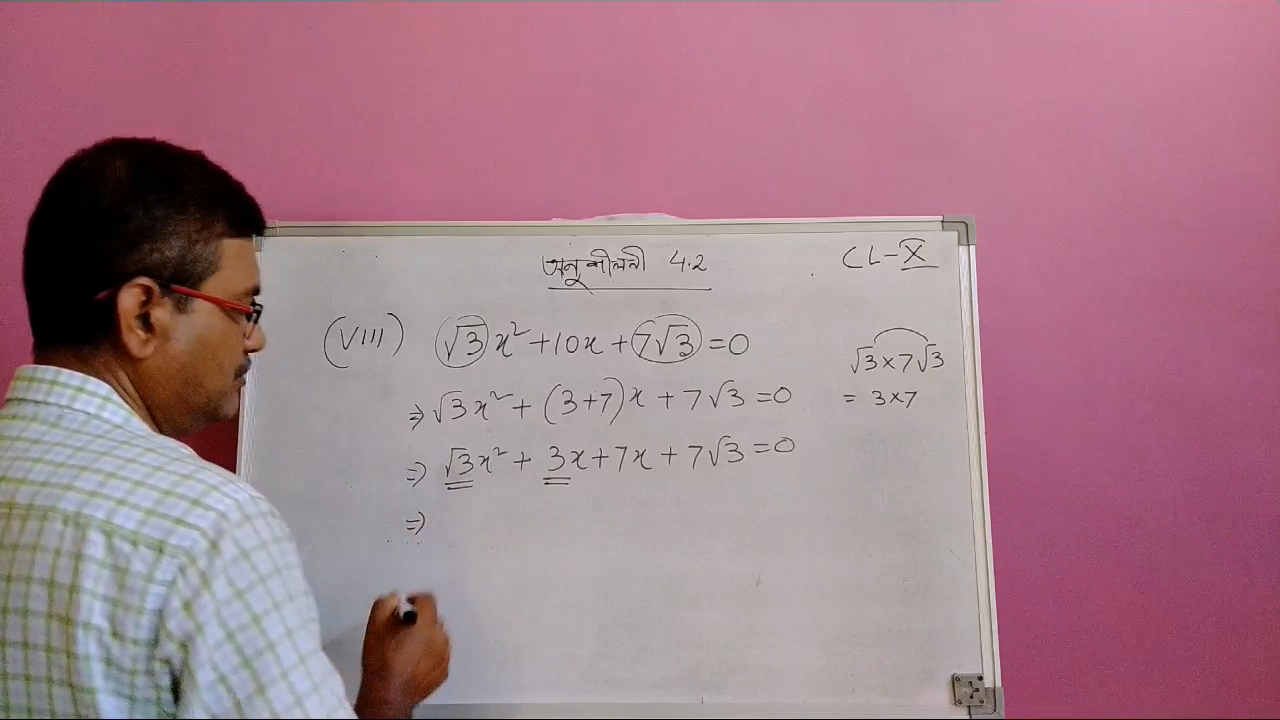 অনুশীলনী 4.2
CL-X
(VIII) √3x² + 10x + 7√3 = 0
⇒ √3x² + (3+7)x + 7√3 = 0
⇒ √3x² + 3x + 7x + 7√3 = 0
⇒
√3 × 7√3
= 3×7